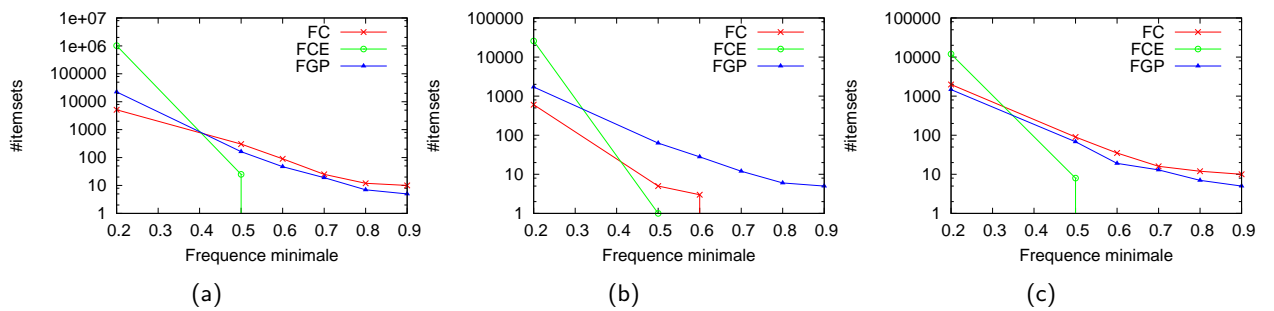 1e+07
1e+06
100000
10000
1000
100
10
1
0.2 0.3 0.4 0.5 0.6 0.7 0.8 0.9
#itemsets
Frequence minimale
FC
FCE
FGP
(a)
100000
10000
1000
100
10
1
0.2 0.3 0.4 0.5 0.6 0.7 0.8 0.9
#itemsets
Frequence minimale
FC
FCE
FGP
(b)
100000
10000
1000
100
10
1
0.2 0.3 0.4 0.5 0.6 0.7 0.8 0.9
#itemsets
Frequence minimale
FC
FCE
FGP
(c)